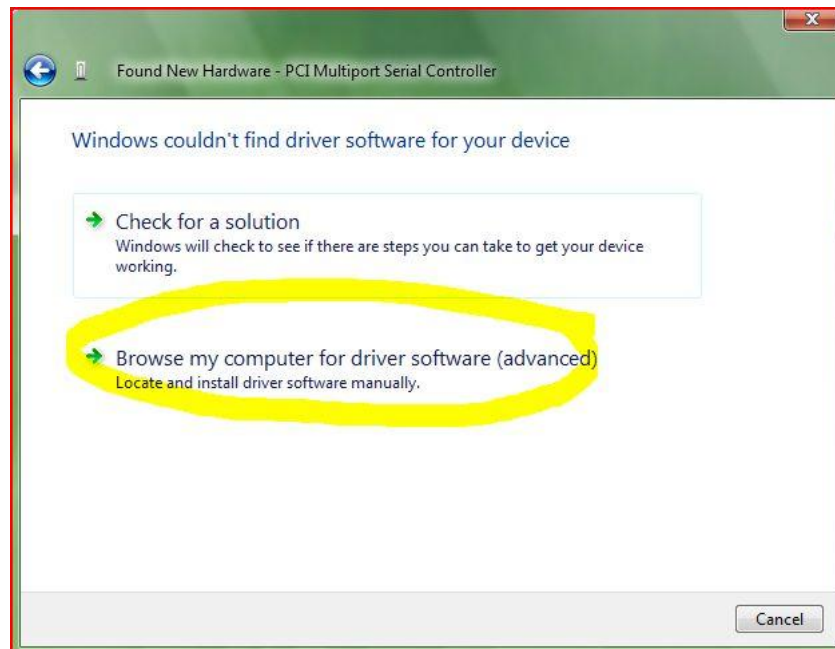 Found New Hardware - PCI Multiport Serial Controller
Windows couldn't find driver software for your device
Check for a solution
Windows will check to see if there are steps you can take to get your device
working.
Browse my computer for driver software (advanced)
Locate and install driver software manually.
Cancel